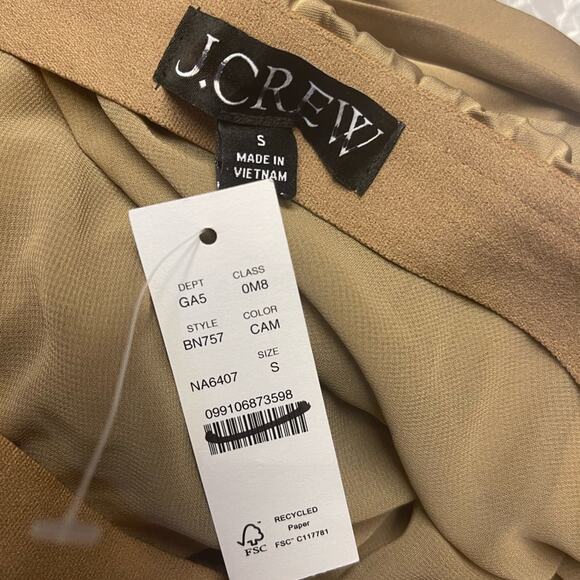 J.CREW
S
MADE IN
VIETNAM
DEPT CLASS
GA5 0M8
STYLE COLOR
BN757 CAM
SIZE
NA6407 S
099106873598
RECYCLED
Paper
FSC™ C117781
FSC